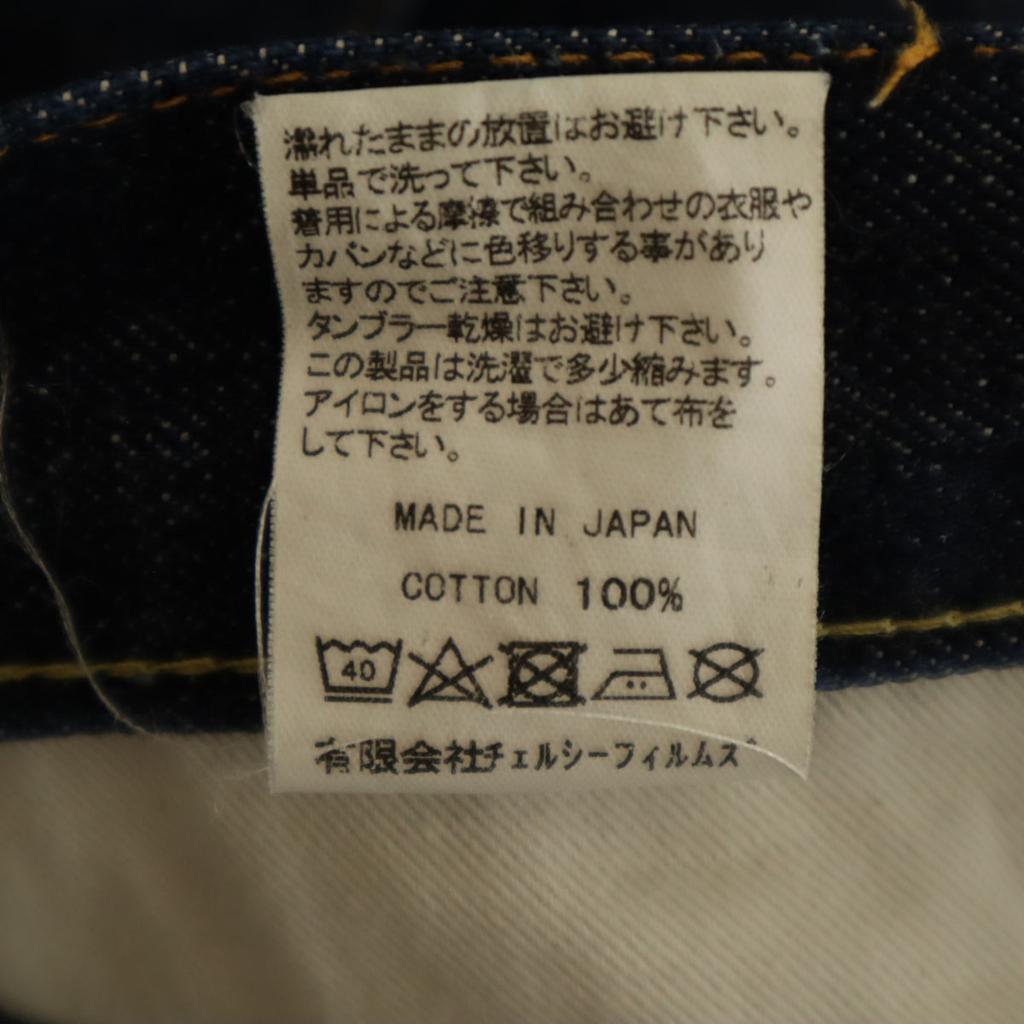 濡れたままの放置はお避け下さい。
単品で洗って下さい。
着用による摩擦で組み合わせの衣服や
カバンなどに色移りする事があり
ますのでご注意下さい。
タンブラー乾燥はお避け下さい。
この製品は洗濯で多少縮みます。
アイロンをする場合はあて布を
して下さい。
MADE IN JAPAN
COTTON 100%
40
有限会社チェルシーフィルムズ